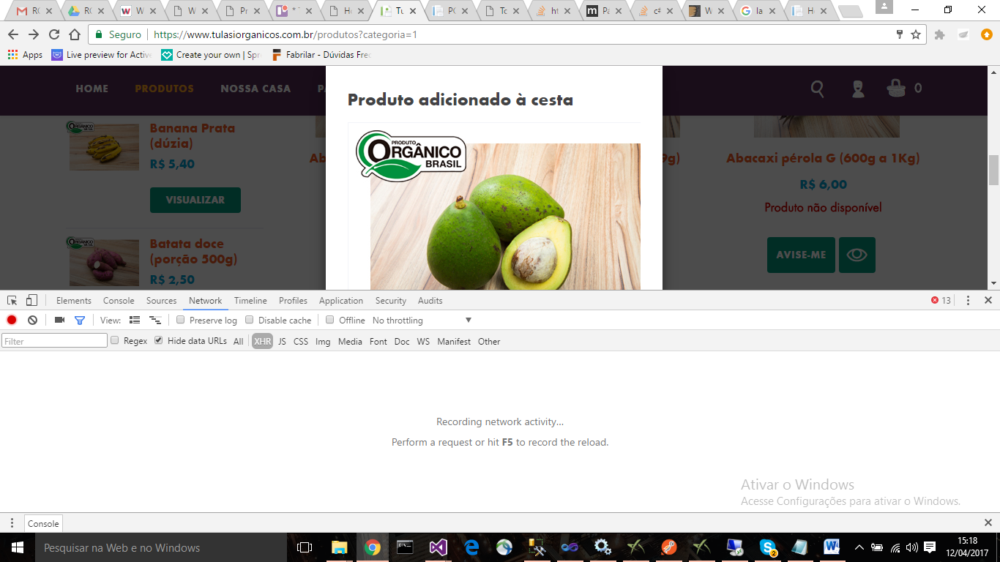 RC
RC
W
W
Pr
* T
He
Tu
PC
Tc
ht
Pa
c#
W
la
He
Seguro https://www.tulasiorganicos.com.br/produtos?categoria=1
Apps Live preview for Active Create your own | Spr Fabrilar - Dúvidas Fred
HOME PRODUTOS NOSSA CASA 0
Produto adicionado à cesta
PRODUTO
ORGÂNICO
BRASIL
ORGÂNICO
Banana Prata
(dúzia)
R$ 5,40
VISUALIZAR
ORGÂNICO
Batata doce
(porção 500g)
R$ 2,50
Abacaxi pérola G (600g a 1Kg)
R$ 6,00
Produto não disponível
AVISE-ME
Elements Console Sources Network Timeline Profiles Application Security Audits 13
View: Preserve log Disable cache Offline No throttling
Filter Regex Hide data URLs All XHR JS CSS Img Media Font Doc WS Manifest Other
Recording network activity...
Perform a request or hit F5 to record the reload.
Ativar o Windows
Acesse Configurações para ativar o Windows.
Console
Pesquisar na Web e no Windows
2
15:18
12/04/2017